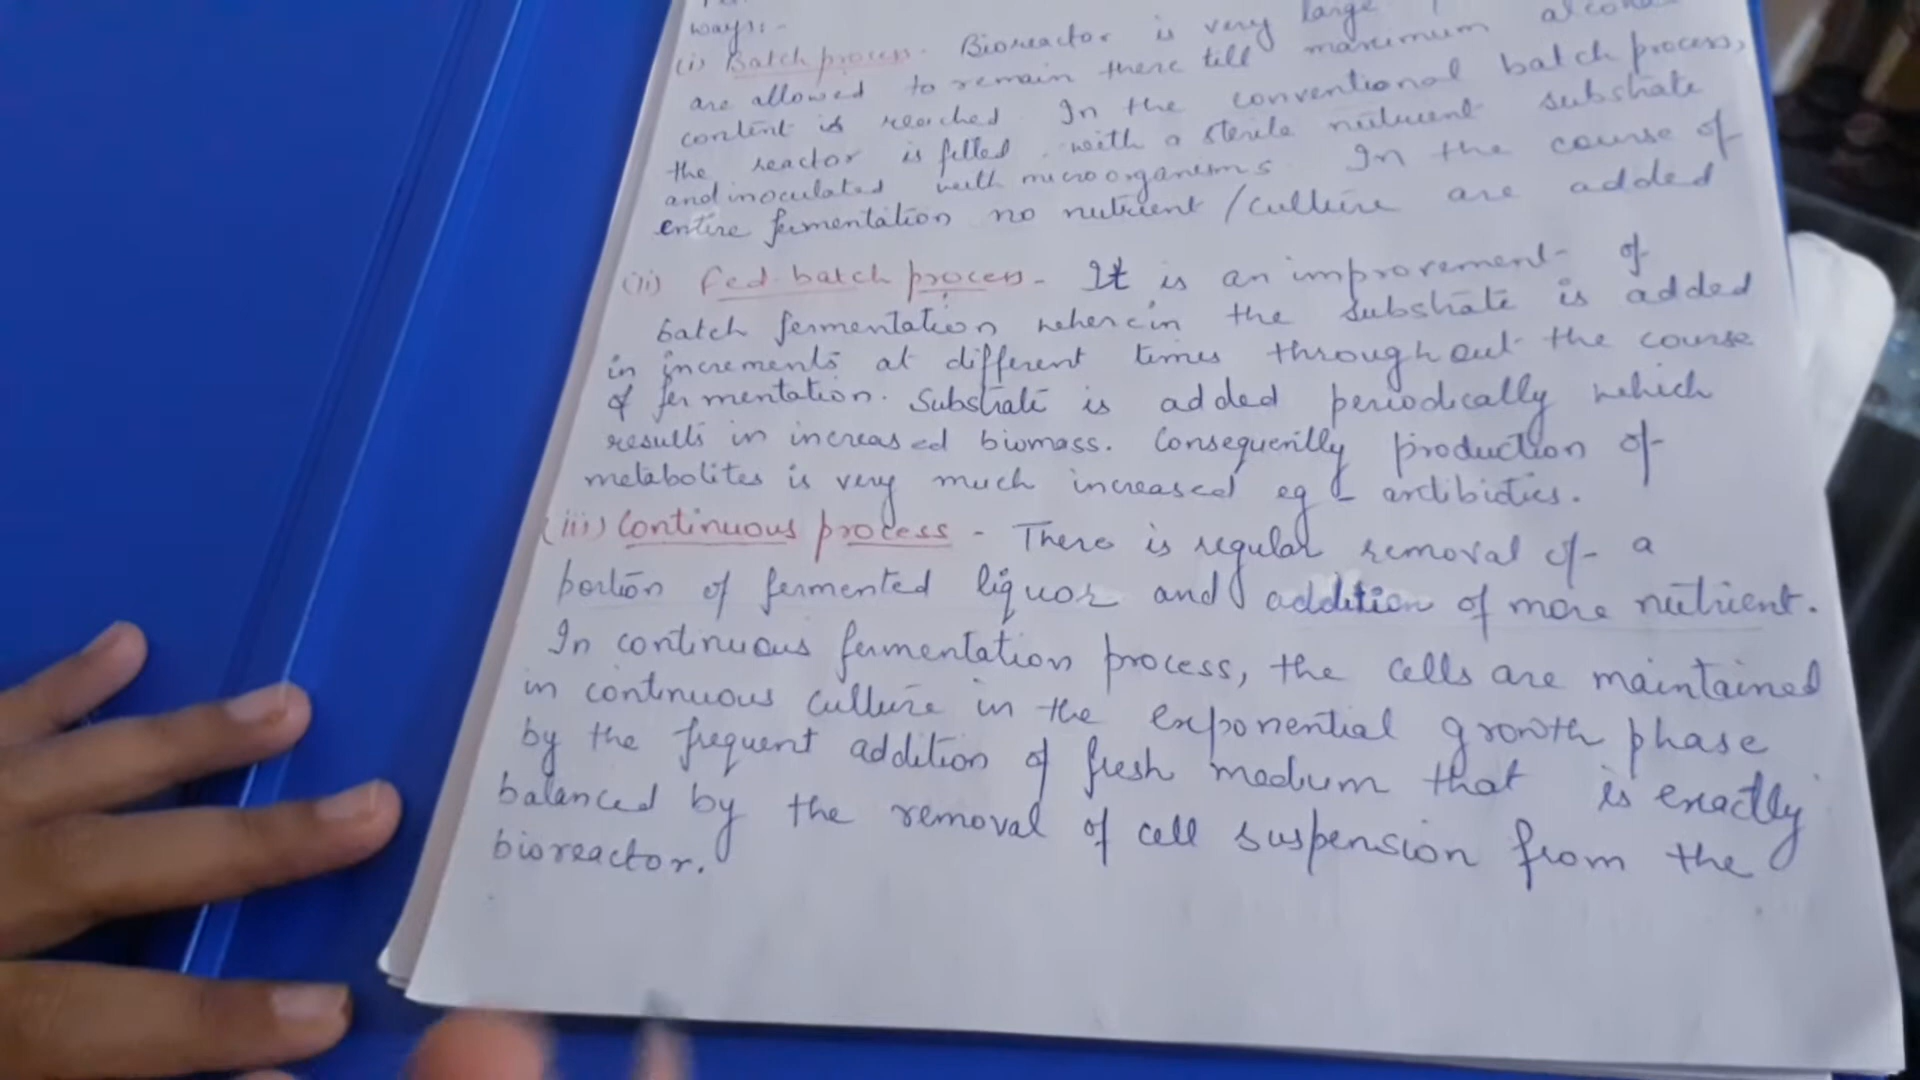 ways:-
(i) Batch process. Bioreactor is very large
are allowed to remain there till maximum
content is reached. In the conventional batch process,
the reactor is filled with a sterile nutrient substrate
and inoculated with microorganisms. In the course of
entire fermentation no nutrient / culture are added
(ii) Fed-batch process - It is an improvement of
batch fermentation wherein the substrate is added
in increments at different times throughout the course
of fermentation. Substrate is added periodically which
results in increased biomass. Consequently production of
metabolites is very much increased eg - antibiotics.
(iii) Continuous process - There is regular removal of a
portion of fermented liquor and addition of more nutrient.
In continuous fermentation process, the cells are maintained
in continuous culture in the exponential growth phase
by the frequent addition of fresh medium that is exactly
balanced by the removal of cell suspension from the
bioreactor.